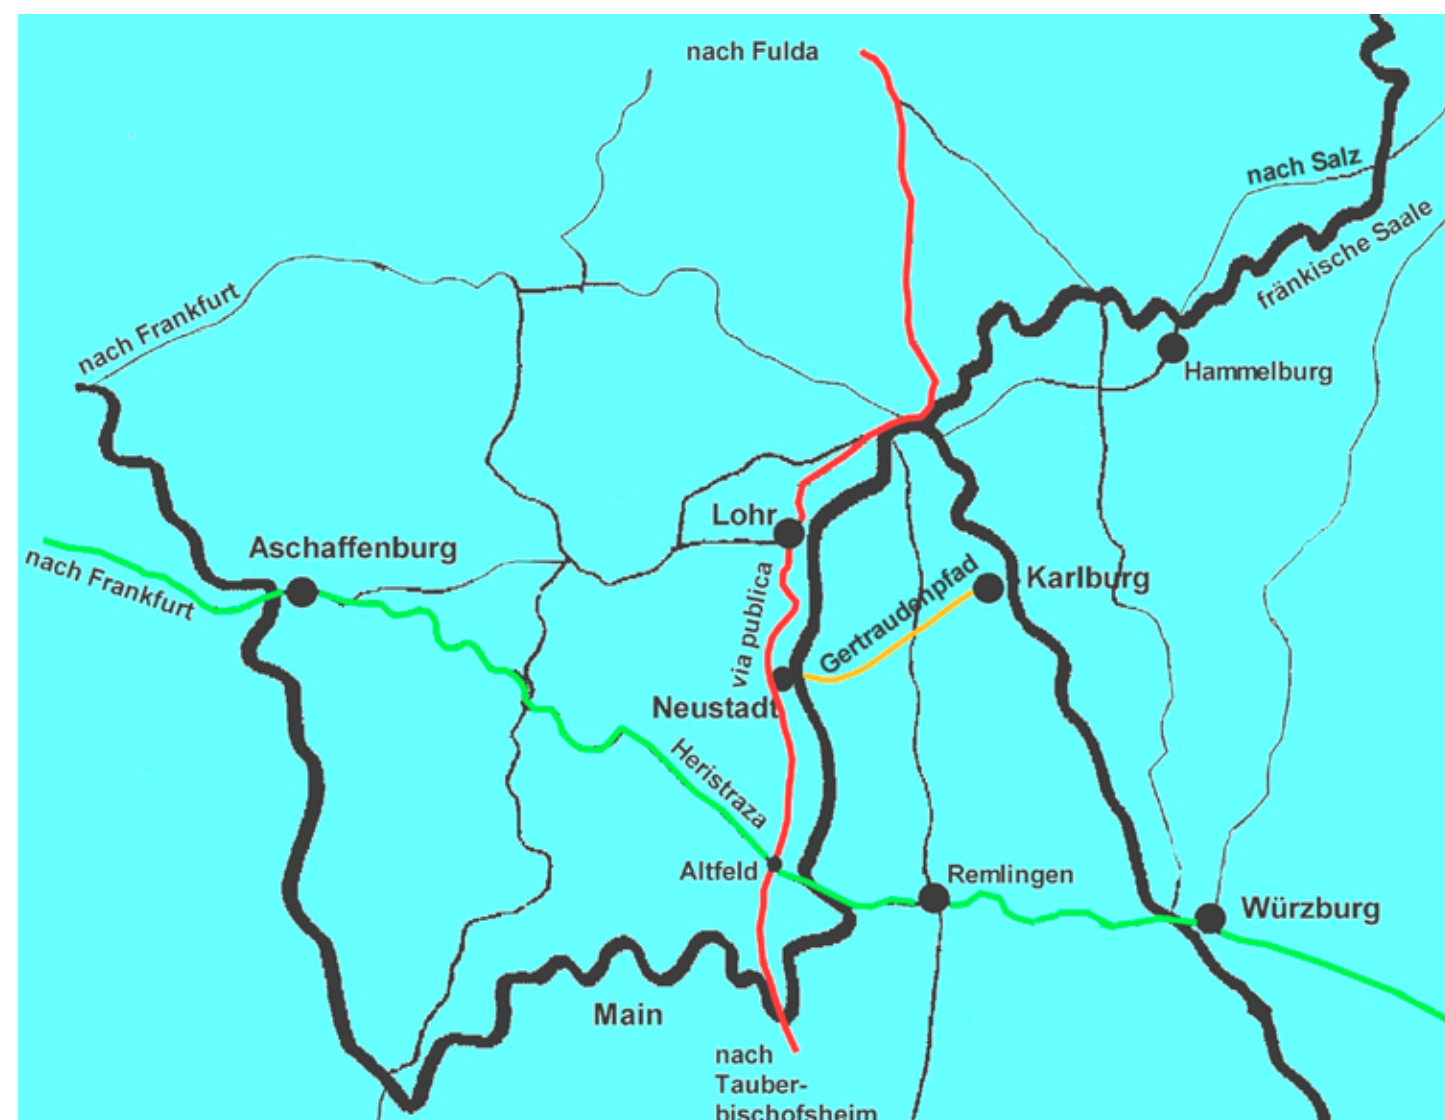 nach Fulda
nach Salz
fränkische Saale
nach Frankfurt
Hammelburg
Lohr
Aschaffenburg
nach Frankfurt
Karlburg
Gertraudenpfad
via publica
Neustadt
Heristraza
Altfeld
Remlingen
Würzburg
Main
nach
Tauber-
bischofsheim